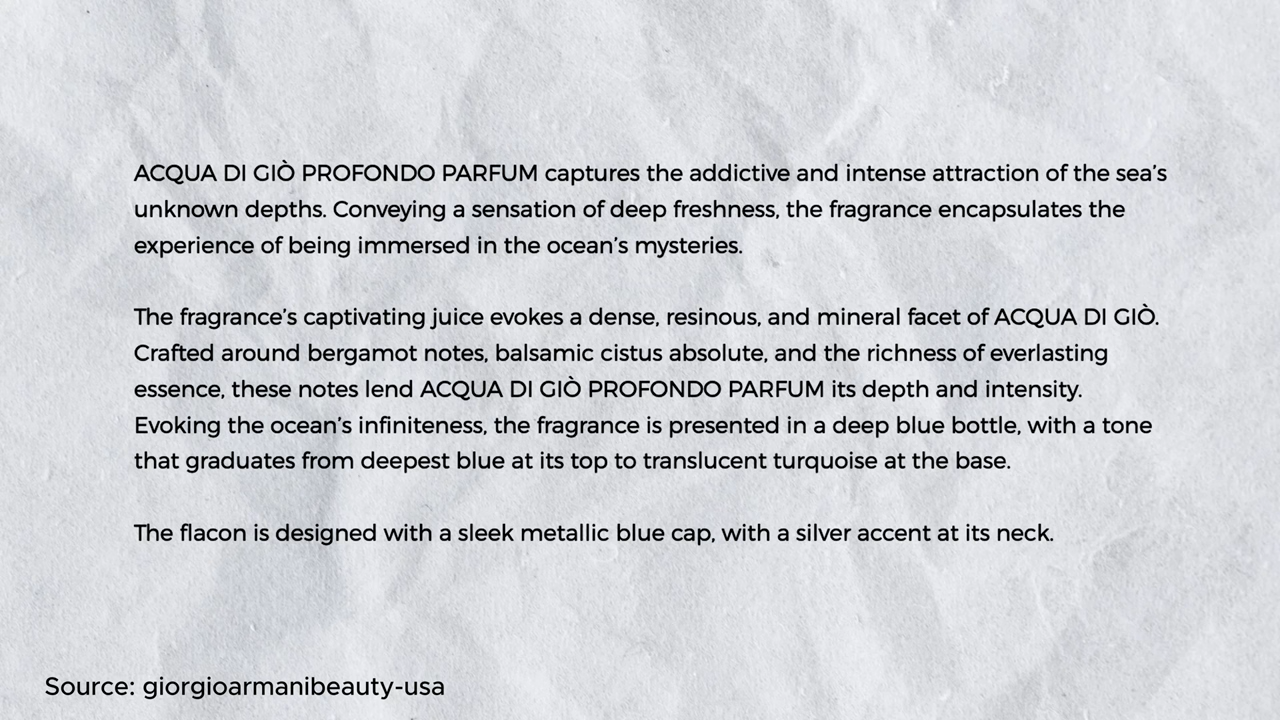 ACQUA DI GIÒ PROFONDO PARFUM captures the addictive and intense attraction of the sea’s
unknown depths. Conveying a sensation of deep freshness, the fragrance encapsulates the
experience of being immersed in the ocean’s mysteries.
The fragrance’s captivating juice evokes a dense, resinous, and mineral facet of ACQUA DI GIÒ.
Crafted around bergamot notes, balsamic cistus absolute, and the richness of everlasting
essence, these notes lend ACQUA DI GIÒ PROFONDO PARFUM its depth and intensity.
Evoking the ocean’s infiniteness, the fragrance is presented in a deep blue bottle, with a tone
that graduates from deepest blue at its top to translucent turquoise at the base.
The flacon is designed with a sleek metallic blue cap, with a silver accent at its neck.
Source: giorgioarmanibeauty-usa